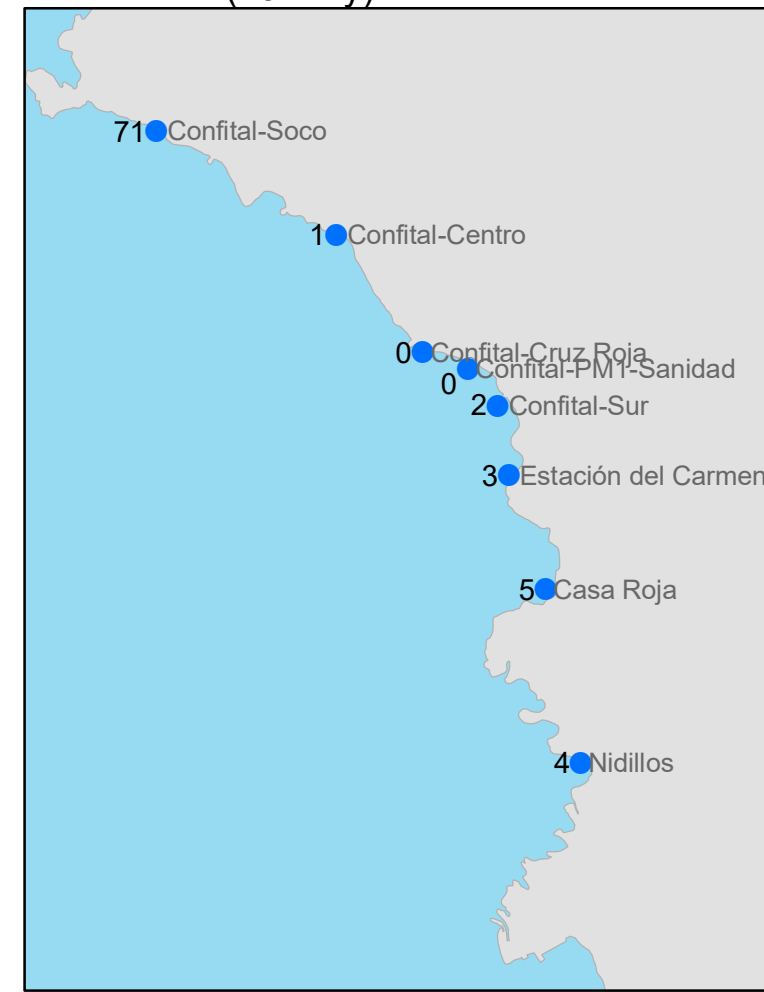 71 Confital-Soco
1 Confital-Centro
0 Confital-Cruz Roja
0 Confital-PM1-Sanidad
2 Confital-Sur
3 Estación del Carmen
5 Casa Roja
4 Nidillos